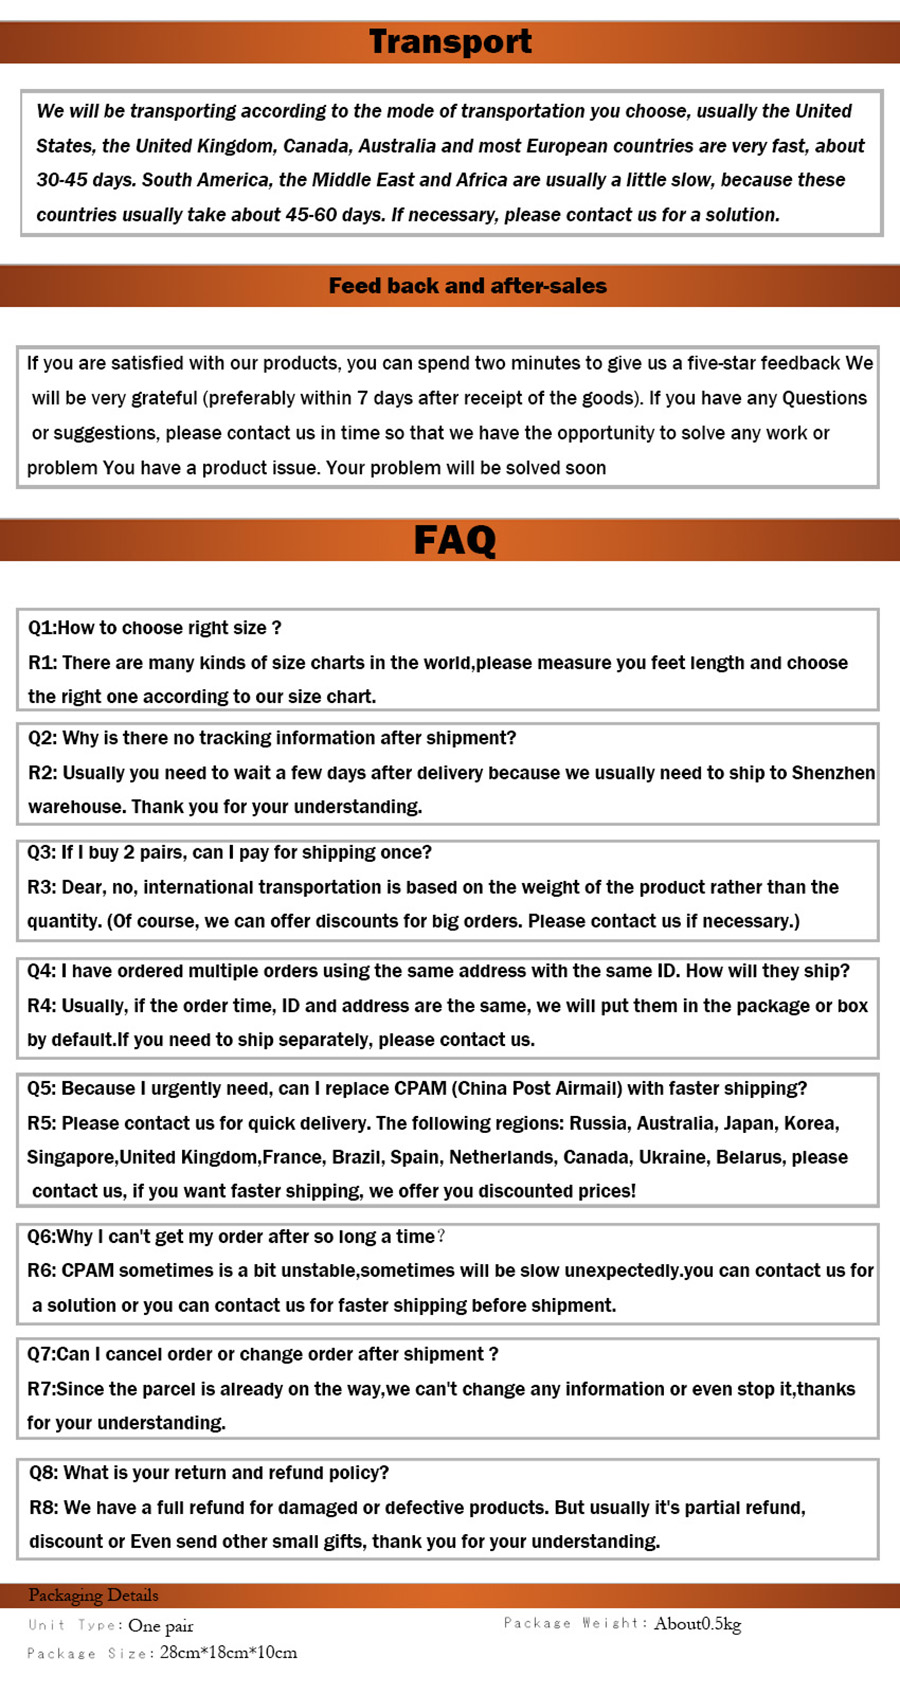 Transport
We will be transporting according to the mode of transportation you choose, usually the United
States, the United Kingdom, Canada, Australia and most European countries are very fast, about
30-45 days. South America, the Middle East and Africa are usually a little slow, because these
countries usually take about 45-60 days. If necessary, please contact us for a solution.
Feed back and after-sales
If you are satisfied with our products, you can spend two minutes to give us a five-star feedback We
will be very grateful (preferably within 7 days after receipt of the goods). If you have any Questions
or suggestions, please contact us in time so that we have the opportunity to solve any work or
problem You have a product issue. Your problem will be solved soon
FAQ
Q1:How to choose right size ?
R1: There are many kinds of size charts in the world,please measure you feet length and choose
the right one according to our size chart.
Q2: Why is there no tracking information after shipment?
R2: Usually you need to wait a few days after delivery because we usually need to ship to Shenzhen
warehouse. Thank you for your understanding.
Q3: If I buy 2 pairs, can I pay for shipping once?
R3: Dear, no, international transportation is based on the weight of the product rather than the
quantity. (Of course, we can offer discounts for big orders. Please contact us if necessary.)
Q4: I have ordered multiple orders using the same address with the same ID. How will they ship?
R4: Usually, if the order time, ID and address are the same, we will put them in the package or box
by default.If you need to ship separately, please contact us.
Q5: Because I urgently need, can I replace CPAM (China Post Airmail) with faster shipping?
R5: Please contact us for quick delivery. The following regions: Russia, Australia, Japan, Korea,
Singapore,United Kingdom,France, Brazil, Spain, Netherlands, Canada, Ukraine, Belarus, please
contact us, if you want faster shipping, we offer you discounted prices!
Q6:Why I can't get my order after so long a time?
R6: CPAM sometimes is a bit unstable,sometimes will be slow unexpectedly.you can contact us for
a solution or you can contact us for faster shipping before shipment.
Q7:Can I cancel order or change order after shipment ?
R7:Since the parcel is already on the way,we can't change any information or even stop it,thanks
for your understanding.
Q8: What is your return and refund policy?
R8: We have a full refund for damaged or defective products. But usually it's partial refund,
discount or Even send other small gifts, thank you for your understanding.
Packaging Details
Unit Type: One pair
Package Weight: About0.5kg
Package Size: 28cm*18cm*10cm